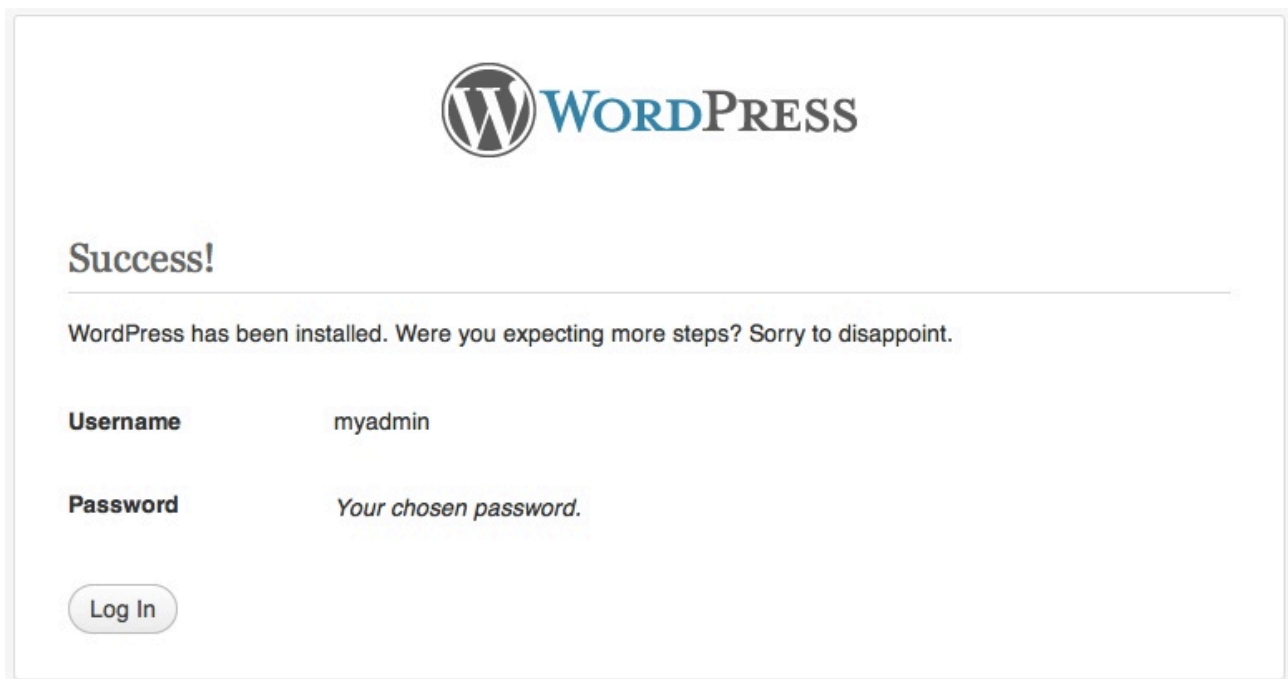 WORDPRESS
Success!
WordPress has been installed. Were you expecting more steps? Sorry to disappoint.
Username myadmin
Password Your chosen password.
Log In